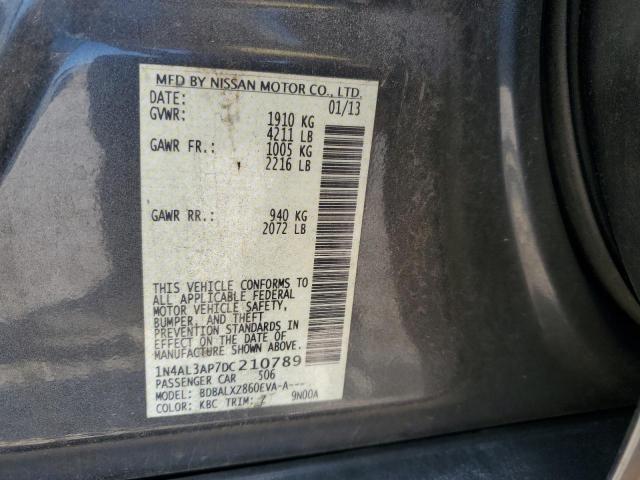 MFD BY NISSAN MOTOR CO., LTD.
DATE: 01/13
GVWR: 1910 KG
4211 LB
GAWR FR.: 1005 KG
2216 LB
GAWR RR.: 940 KG
2072 LB
THIS VEHICLE CONFORMS TO
ALL APPLICABLE FEDERAL
MOTOR VEHICLE SAFETY,
BUMPER, AND THEFT
PREVENTION STANDARDS IN
EFFECT ON THE DATE OF
MANUFACTURE SHOWN ABOVE.
1N4AL3AP7DC210789
PASSENGER CAR 506
MODEL: BDBALXZ860EVA-A----
COLOR: KBC TRIM: 9N00A